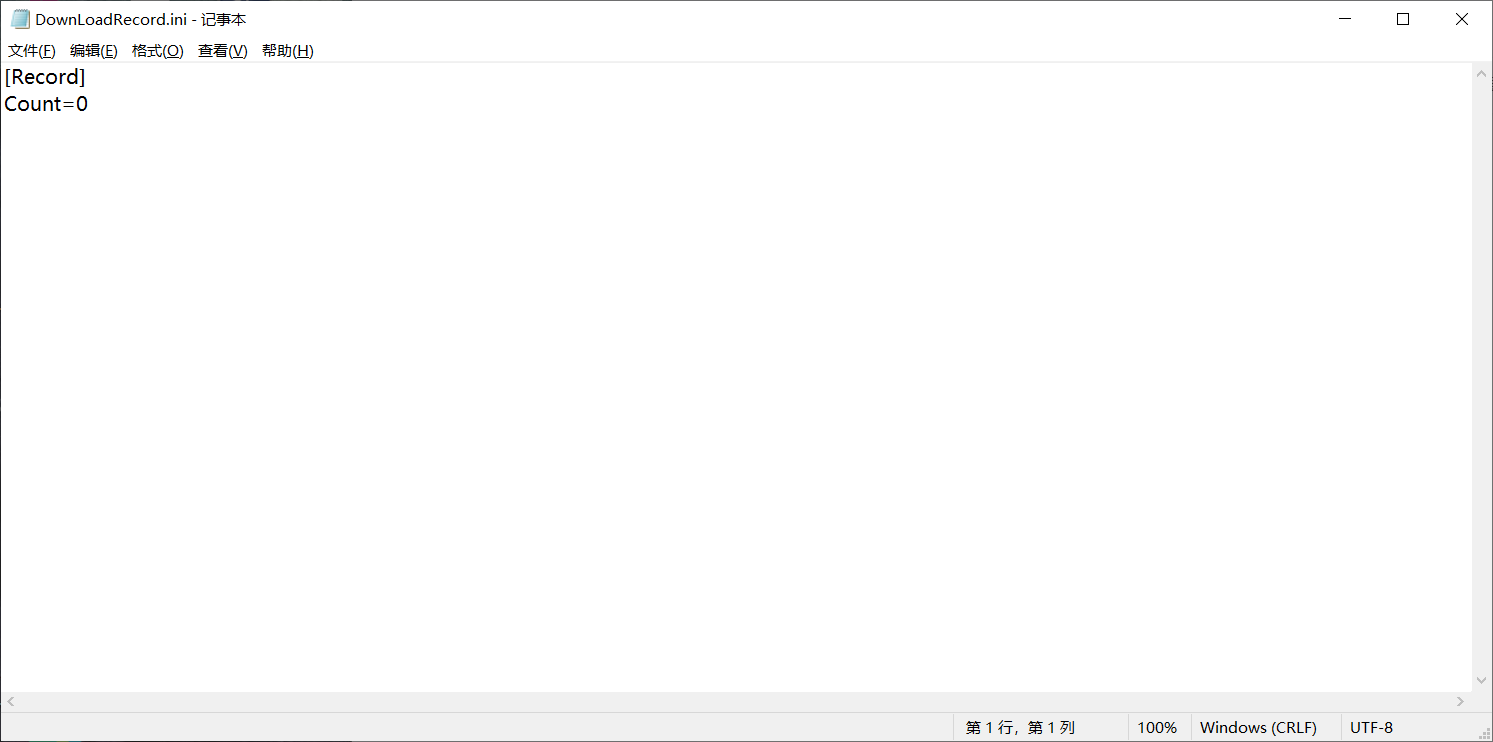 DownLoadRecord.ini - 记事本
文件(F) 编辑(E) 格式(O) 查看(V) 帮助(H)
[Record]
Count=0
第 1 行，第 1 列 100% Windows (CRLF) UTF-8